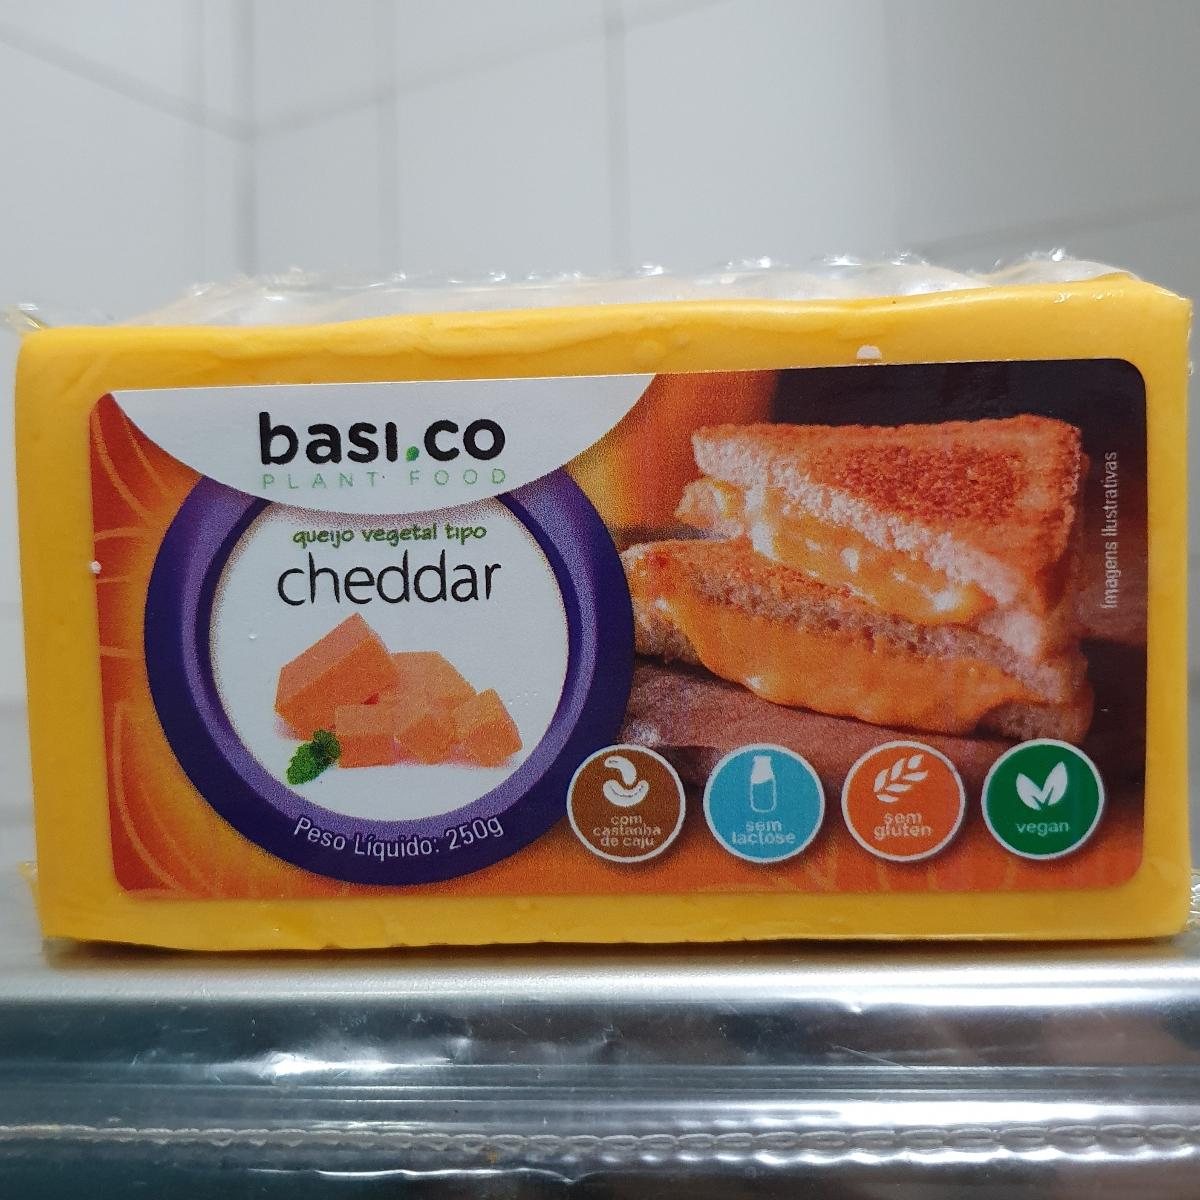 basi.co
PLANT FOOD
queijo vegetal tipo
cheddar
Peso Líquido: 250g
com
castanha
de caju
sem
lactose
sem
gluten
vegan
Imagens Ilustrativas